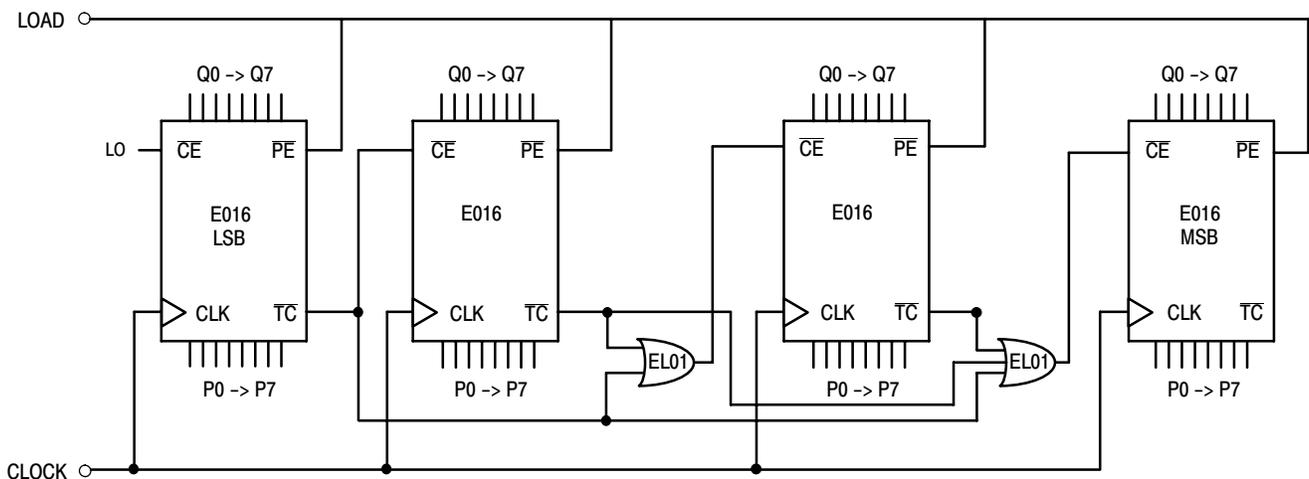 LOAD
Q0 -> Q7
Q0 -> Q7
Q0 -> Q7
Q0 -> Q7
LO
CE
PE
CE
PE
CE
PE
CE
PE
E016
LSB
E016
E016
E016
MSB
CLK
TC
CLK
TC
CLK
TC
CLK
TC
EL01
EL01
P0 -> P7
P0 -> P7
P0 -> P7
P0 -> P7
CLOCK